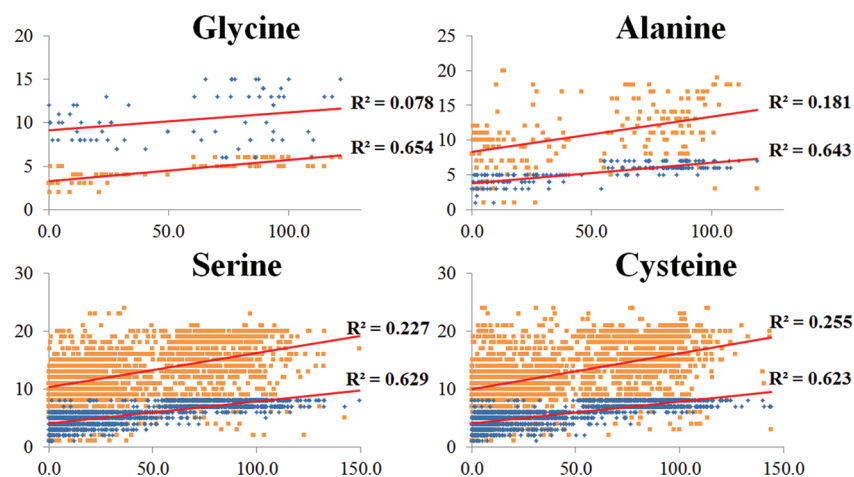 Glycine
20
15
10
5
0
R² = 0.078
R² = 0.654
0.0 50.0 100.0
Alanine
25
20
15
10
5
0
R² = 0.181
R² = 0.643
0.0 50.0 100.0
Serine
30
20
10
0
R² = 0.227
R² = 0.629
0.0 50.0 100.0 150.0
Cysteine
30
20
10
0
R² = 0.255
R² = 0.623
0.0 50.0 100.0 150.0